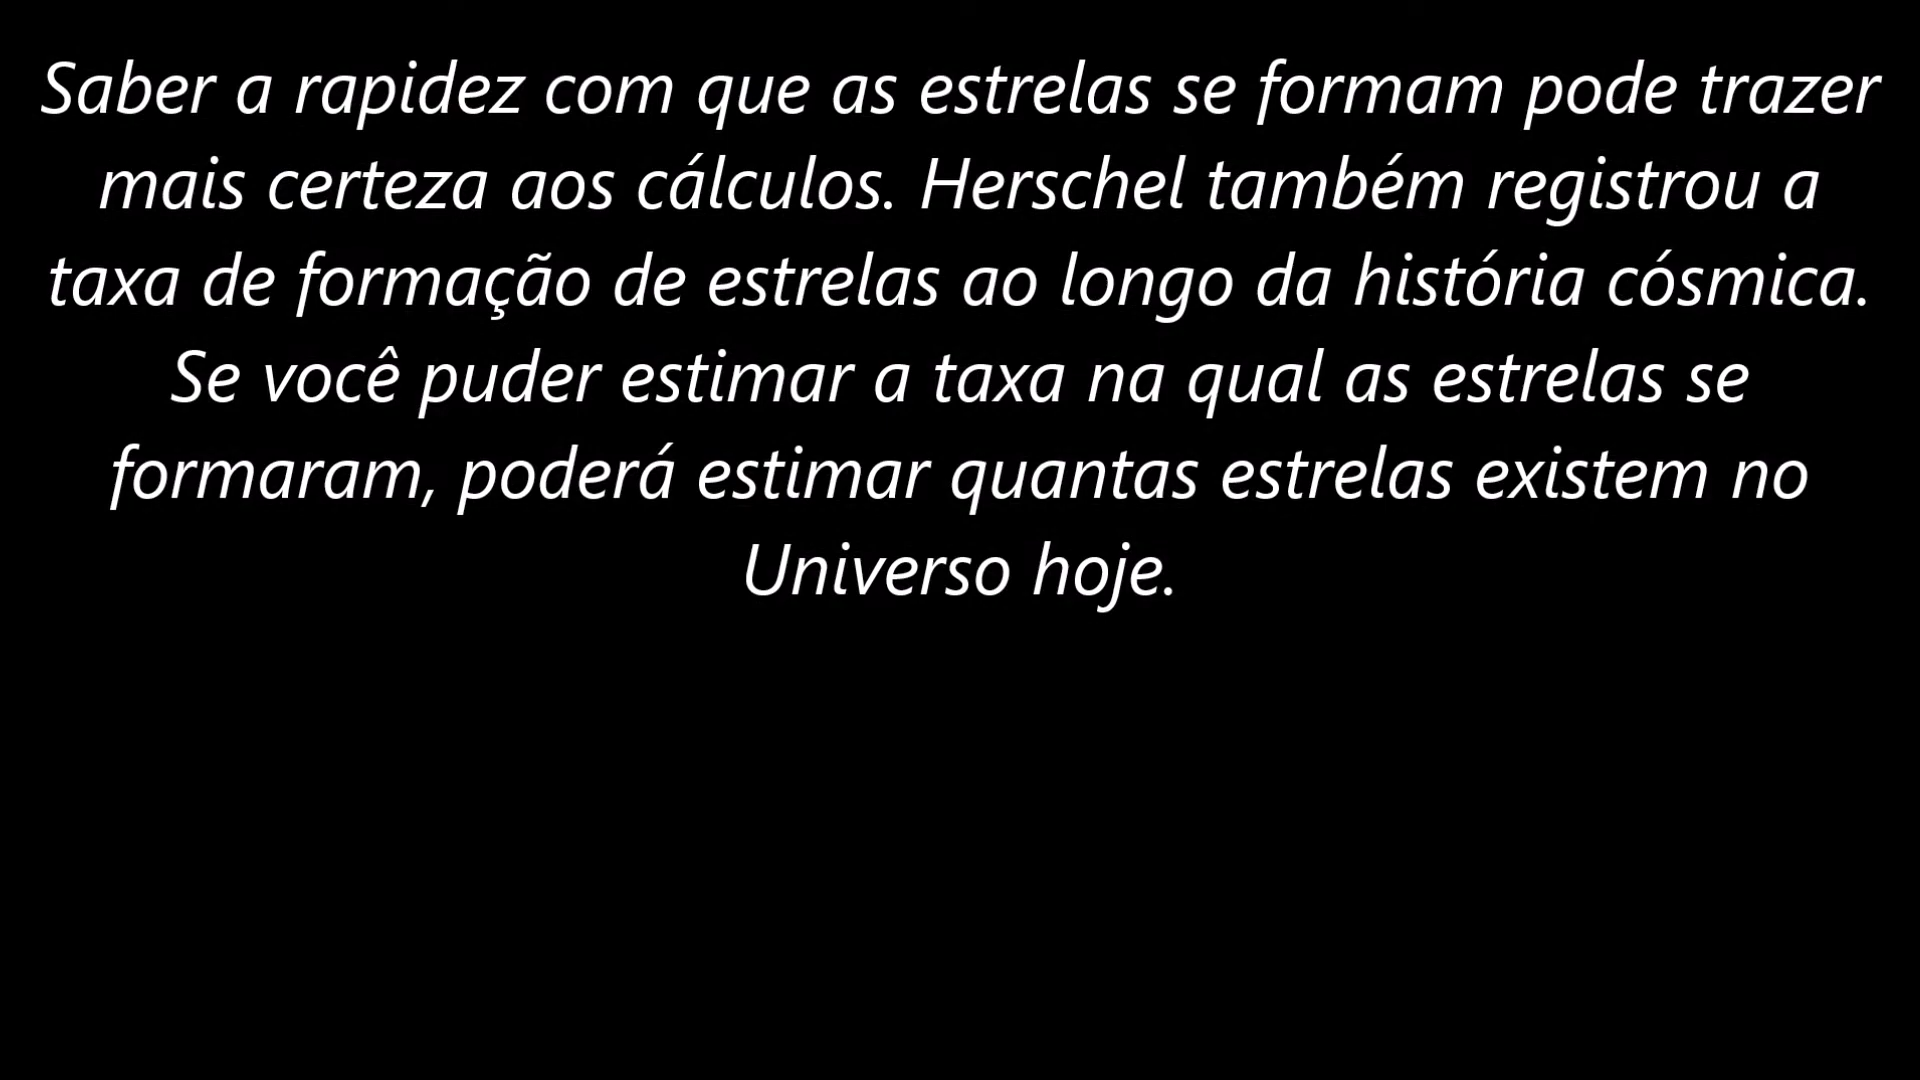 Saber a rapidez com que as estrelas se formam pode trazer
mais certeza aos cálculos. Herschel também registrou a
taxa de formação de estrelas ao longo da história cósmica.
Se você puder estimar a taxa na qual as estrelas se
formaram, poderá estimar quantas estrelas existem no
Universo hoje.